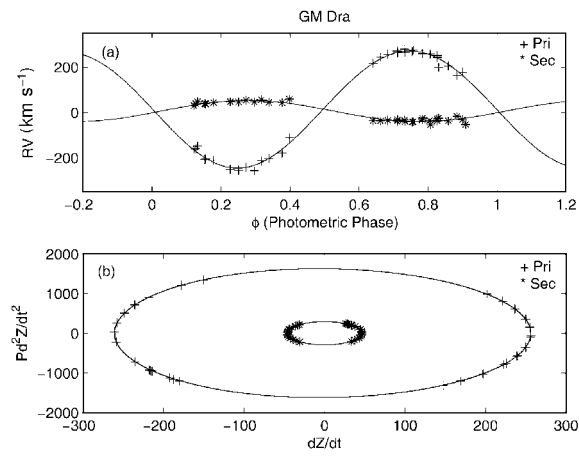 GM Dra
(a)
+ Pri
* Sec
200
0
−200
RV (km s⁻¹)
−0.2 0 0.2 0.4 0.6 0.8 1 1.2
ϕ (Photometric Phase)
2000
(b)
+ Pri
* Sec
1000
0
−1000
−2000
Pd²Z/dt²
−300 −200 −100 0 100 200 300
dZ/dt